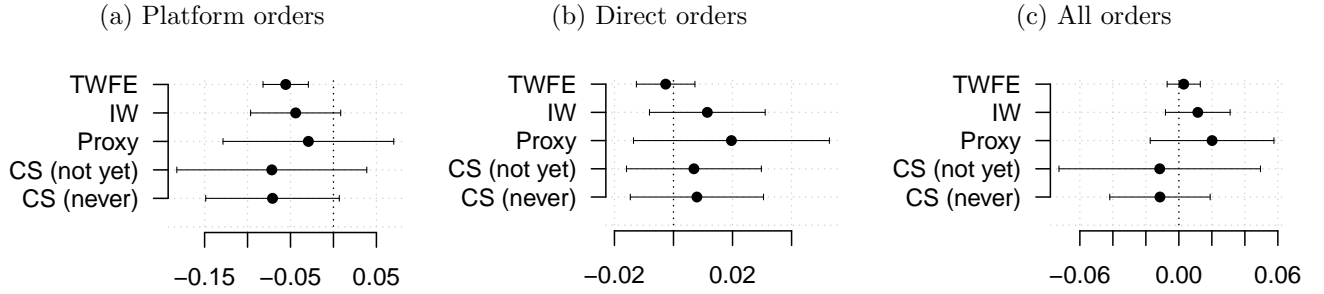 (a) Platform orders
TWFE
IW
Proxy
CS (not yet)
CS (never)
−0.15 −0.05 0.05
(b) Direct orders
TWFE
IW
Proxy
CS (not yet)
CS (never)
−0.02 0.02
(c) All orders
TWFE
IW
Proxy
CS (not yet)
CS (never)
−0.06 0.00 0.06